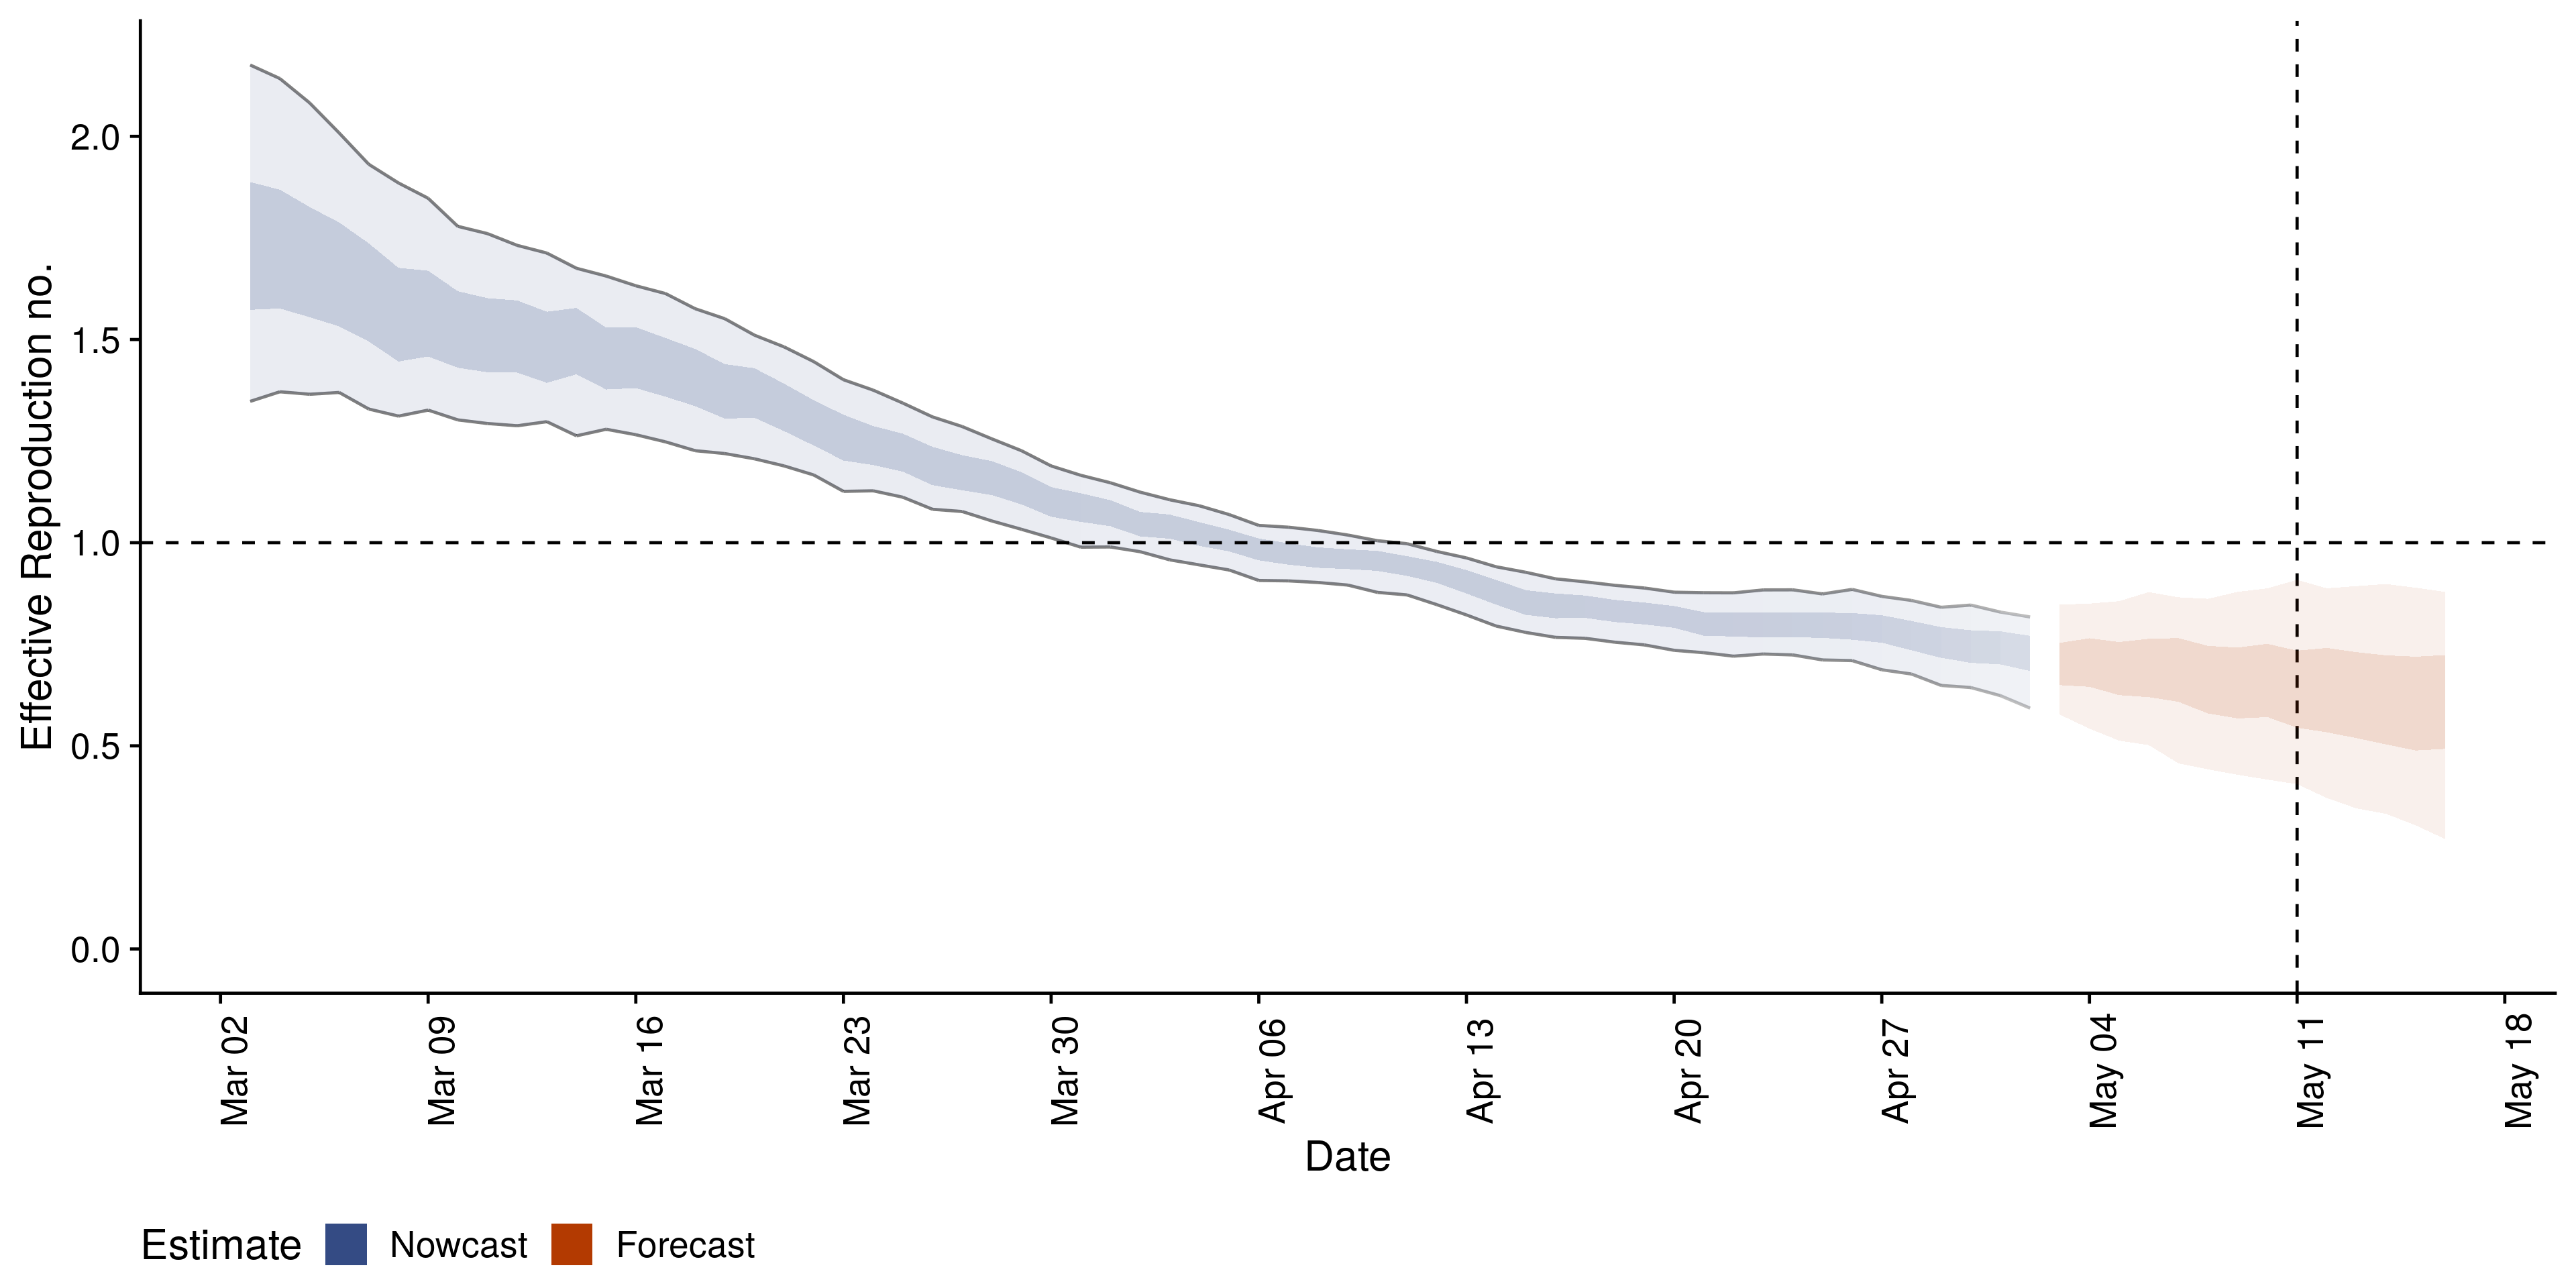 Effective Reproduction no.
2.0
1.5
1.0
0.5
0.0
Mar 02
Mar 09
Mar 16
Mar 23
Mar 30
Apr 06
Apr 13
Apr 20
Apr 27
May 04
May 11
May 18
Date
Estimate Nowcast Forecast